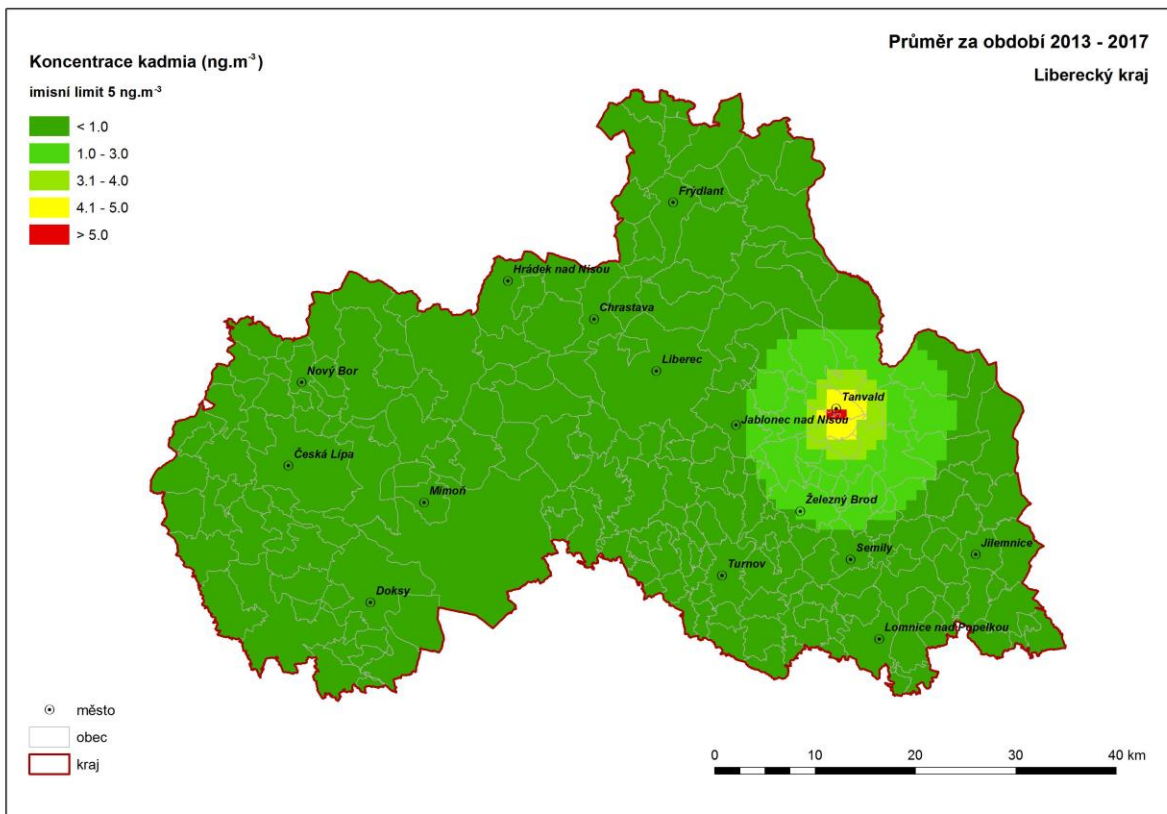 Průměr za období 2013 - 2017
Liberecký kraj
Koncentrace kadmia (ng.m⁻³)
imisní limit 5 ng.m⁻³
< 1.0
1.0 - 3.0
3.1 - 4.0
4.1 - 5.0
> 5.0
Frýdlant
Hrádek nad Nisou
Chrastava
Liberec
Nový Bor
Tanvald
Jablonec nad Nisou
Česká Lípa
Mimoň
Železný Brod
Semily
Jilemnice
Turnov
Doksy
Lomnice nad Popelkou
město
obec
kraj
0 10 20 30 40 km